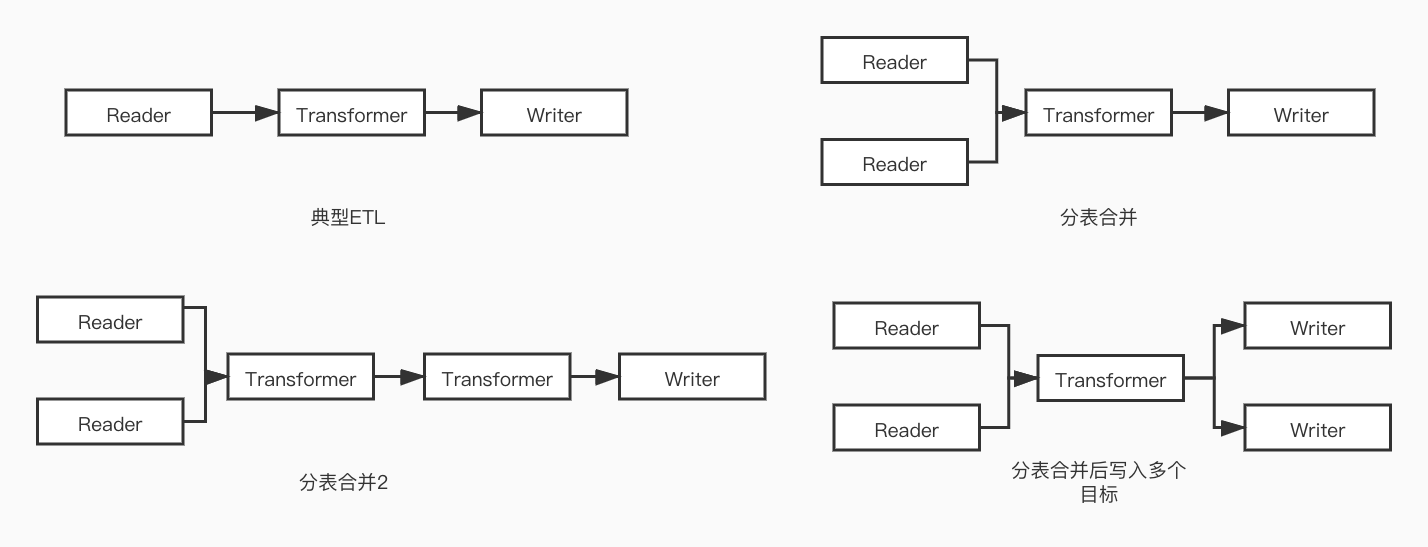 Reader
Transformer
Writer
典型ETL
Reader
Reader
Transformer
Writer
分表合并
Reader
Reader
Transformer
Transformer
Writer
分表合并2
Reader
Reader
Transformer
Writer
Writer
分表合并后写入多个
目标